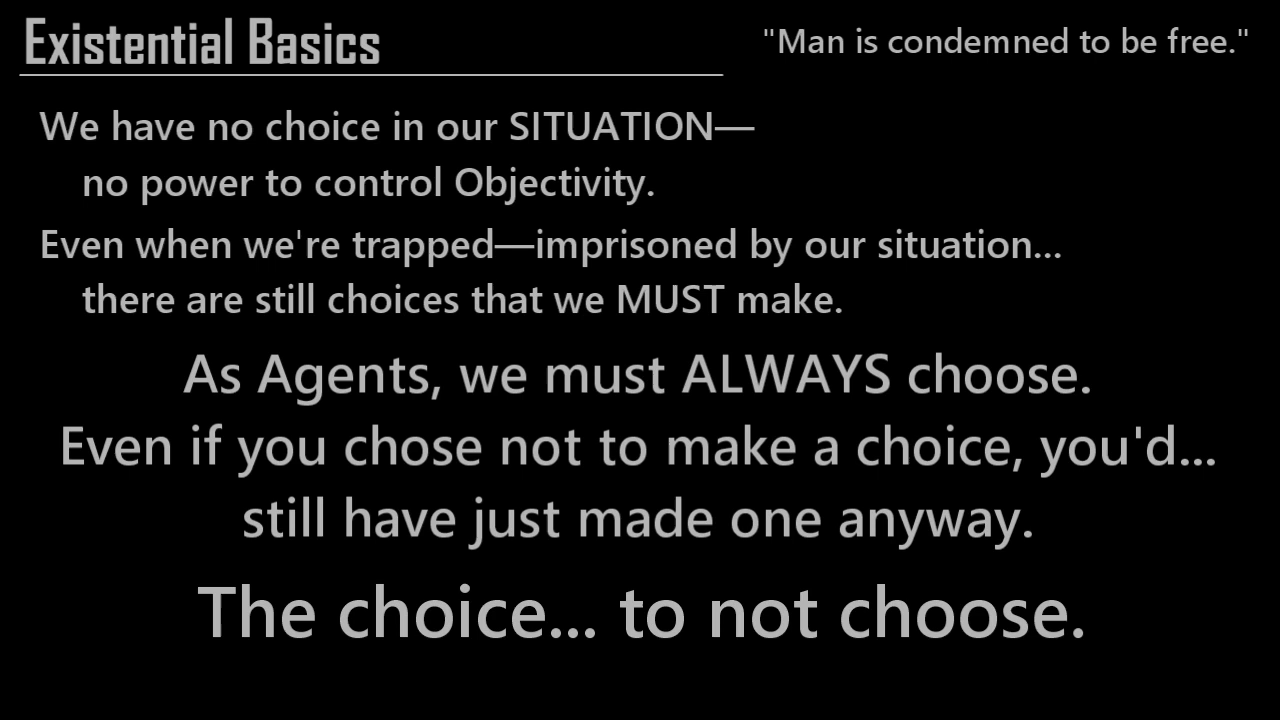 Existential Basics
"Man is condemned to be free."
We have no choice in our SITUATION—
no power to control Objectivity.
Even when we're trapped—imprisoned by our situation...
there are still choices that we MUST make.
As Agents, we must ALWAYS choose.
Even if you chose not to make a choice, you'd...
still have just made one anyway.
The choice... to not choose.